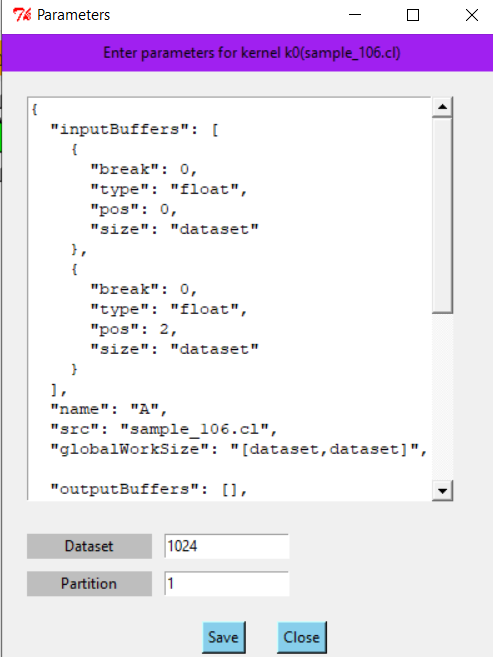 Parameters
Enter parameters for kernel k0(sample_106.cl)
{
  "inputBuffers": [
    {
      "break": 0,
      "type": "float",
      "pos": 0,
      "size": "dataset"
    },
    {
      "break": 0,
      "type": "float",
      "pos": 2,
      "size": "dataset"
    }
  ],
  "name": "A",
  "src": "sample_106.cl",
  "globalWorkSize": "[dataset,dataset]",
  "outputBuffers": [],
Dataset 1024
Partition 1
Save Close